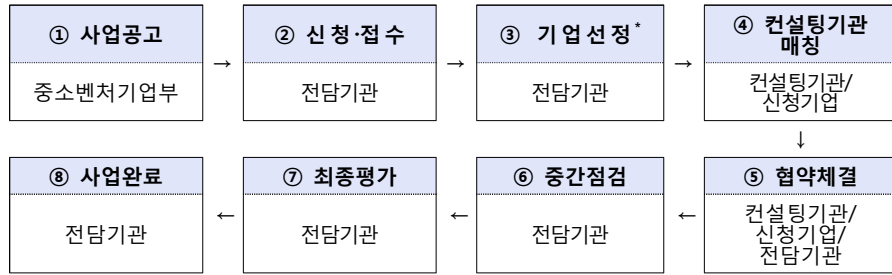 ① 사업공고
중소벤처기업부
→
② 신청·접수
전담기관
→
③ 기업선정*
전담기관
→
④ 컨설팅기관
매칭
컨설팅기관/
신청기업
↓
⑤ 협약체결
컨설팅기관/
신청기업/
전담기관
←
⑥ 중간점검
전담기관
←
⑦ 최종평가
전담기관
←
⑧ 사업완료
전담기관